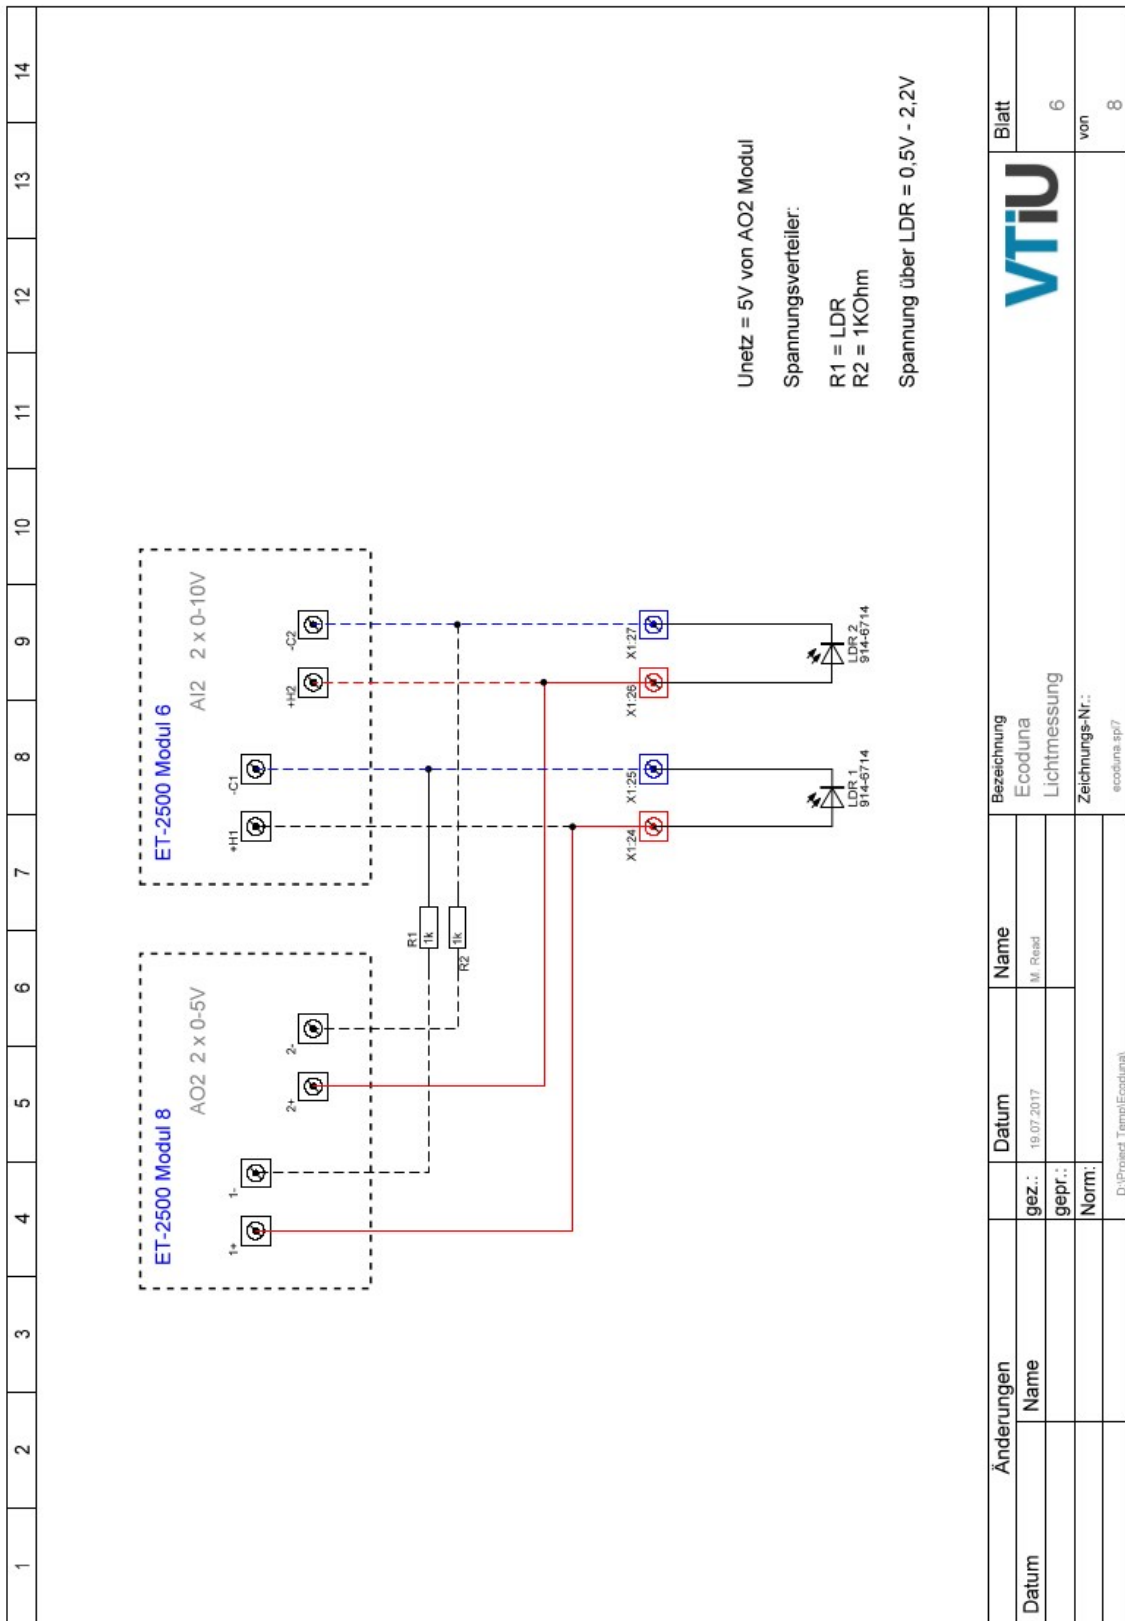 1 2 3 4 5 6 7 8 9 10 11 12 13 14
ET-2500 Modul 8
AO2 2 x 0-5V
1+ 1- 2+ 2-
ET-2500 Modul 6
AI2 2 x 0-10V
+H1 -C1 +H2 -C2
R1
1k
1k
R2
X1:24 X1:25 X1:26 X1:27
LDR 1
914-6714
LDR 2
914-6714
Unetz = 5V von AO2 Modul
Spannungsverteiler:
R1 = LDR
R2 = 1KOhm
Spannung über LDR = 0,5V - 2,2V
Änderungen
Datum Name
Datum Name
gez.: 19.07.2017 M. Read
gepr.:
Norm:
D:\Project Temp\Ecoduna\
Bezeichnung
Ecoduna
Lichtmessung
Zeichnungs-Nr.:
ecoduna.spl7
VTiU
Blatt
6
von
8